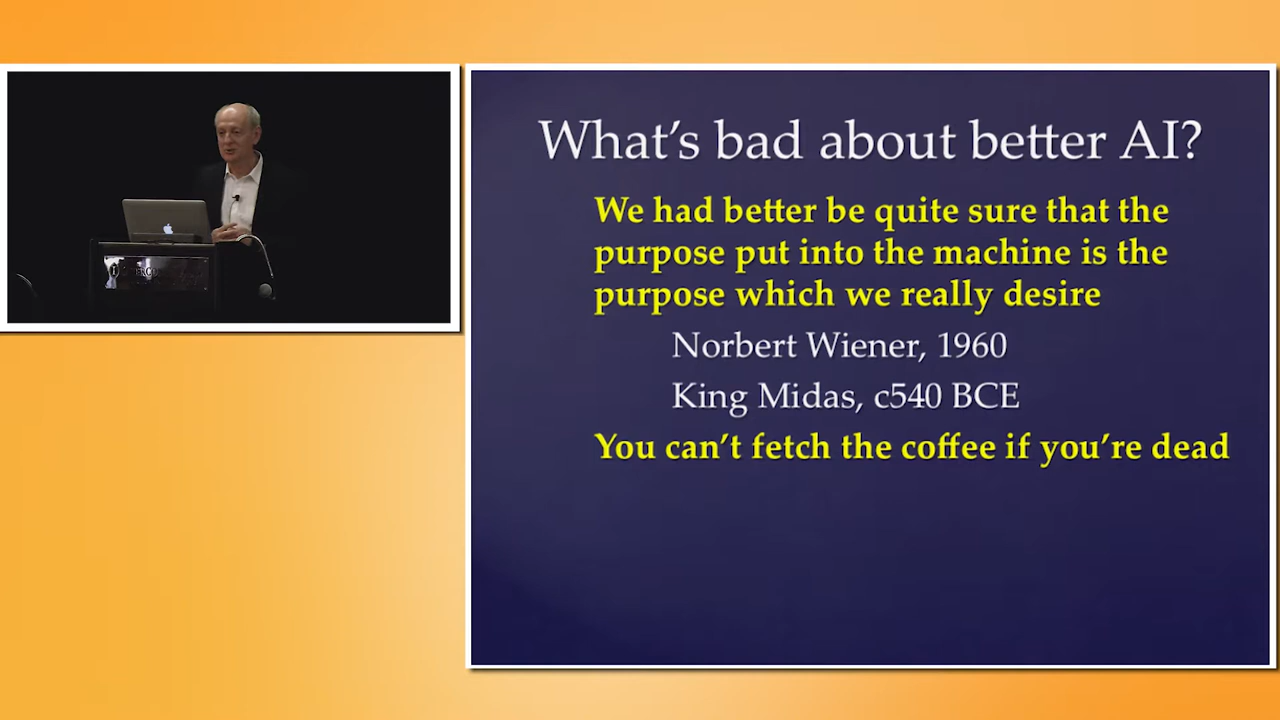 What's bad about better AI?
We had better be quite sure that the
purpose put into the machine is the
purpose which we really desire
Norbert Wiener, 1960
King Midas, c540 BCE
You can't fetch the coffee if you're dead